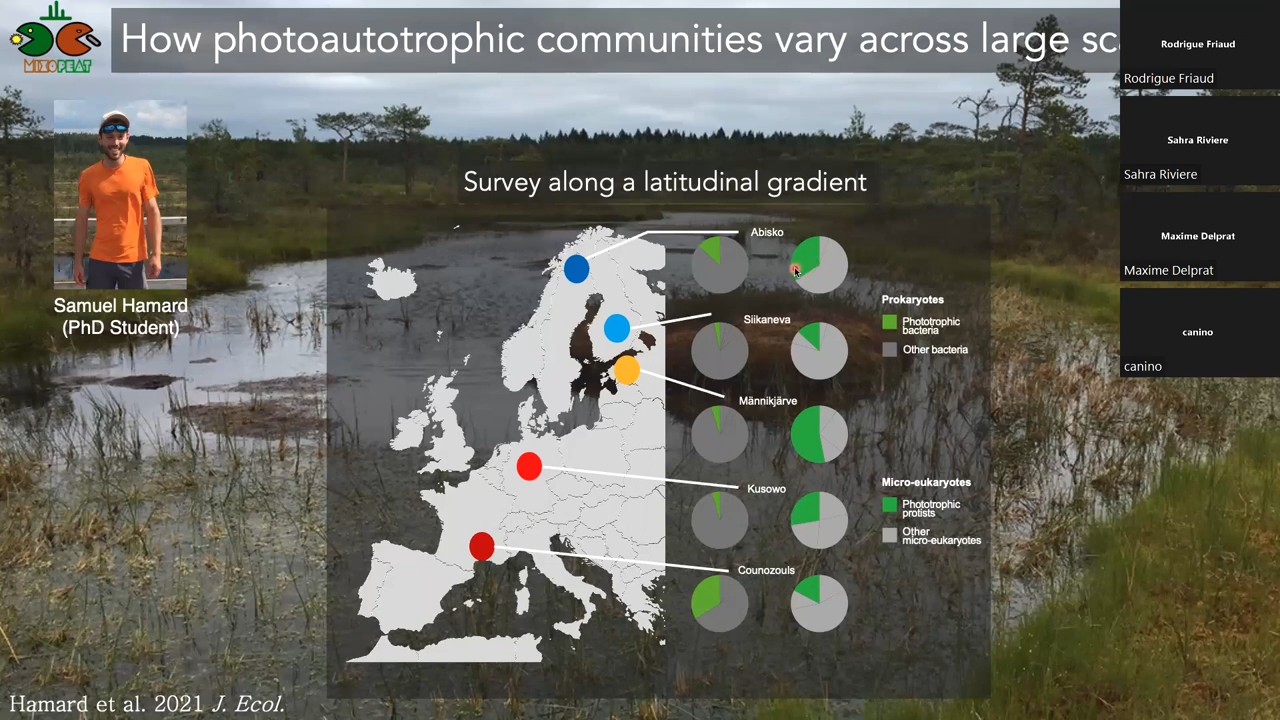 How photoautotrophic communities vary across large sc
MIXOPEAT
Samuel Hamard
(PhD Student)
Survey along a latitudinal gradient
Abisko
Siikaneva
Männikjärve
Kusowo
Counozouls
Prokaryotes
Phototrophic
bacteria
Other bacteria
Micro-eukaryotes
Phototrophic
protists
Other
micro-eukaryotes
Hamard et al. 2021 J. Ecol.
Rodrigue Friaud
Rodrigue Friaud
Sahra Riviere
Sahra Riviere
Maxime Delprat
Maxime Delprat
canino
canino